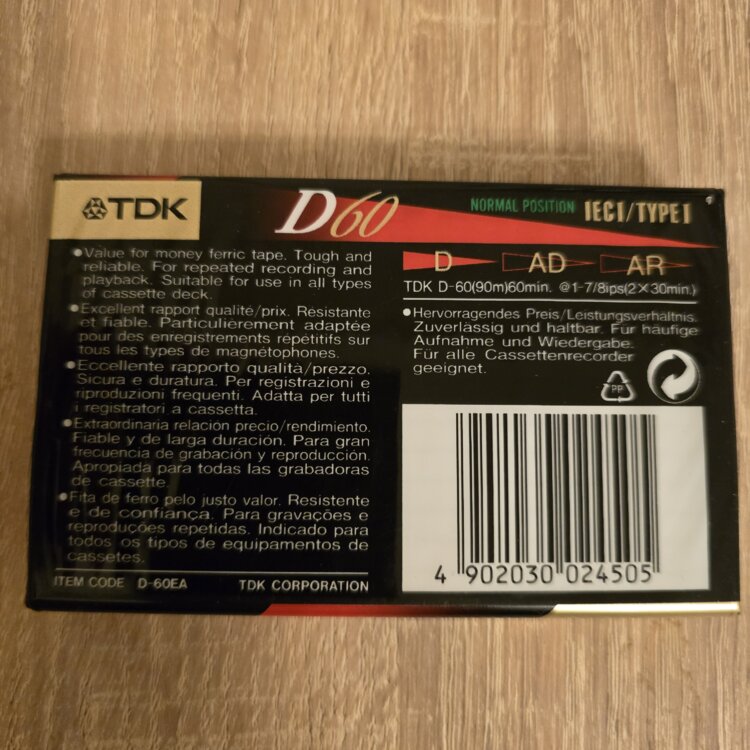 TDK
D60
NORMAL POSITION IECI/TYPE I
•Value for money ferric tape. Tough and
reliable. For repeated recording and
playback. Suitable for use in all types
of cassette deck.
•Excellent rapport qualité/prix. Résistante
et fiable. Particulierement adaptée
pour des enregistrements répétitifs sur
tous les types de magnétophones.
•Eccellente rapporto qualità/prezzo.
Sicura e duratura. Per registrazioni e
riproduzioni frequenti. Adatta per tutti
i registratori a cassetta.
•Extraordinaria relación precio/rendimiento.
Fiable y de larga duración. Para gran
frecuencia de grabación y reproducción.
Apropiada para todas las grabadoras
de cassette.
•Fita de ferro pelo justo valor. Resistente
e de confiança. Para gravações e
reproduções repetidas. Indicado para
todos os tipos de equipamentos de
cassetes.
ITEM CODE D-60EA TDK CORPORATION
D AD AR
TDK D-60(90m)60min. @1-7/8ips(2×30min.)
•Hervorragendes Preis/Leistungsverhältnis.
Zuverlässig und haltbar. Für häufige
Aufnahme und Wiedergabe.
Für alle Cassettenrecorder
geeignet.
PP
4 902030 024505